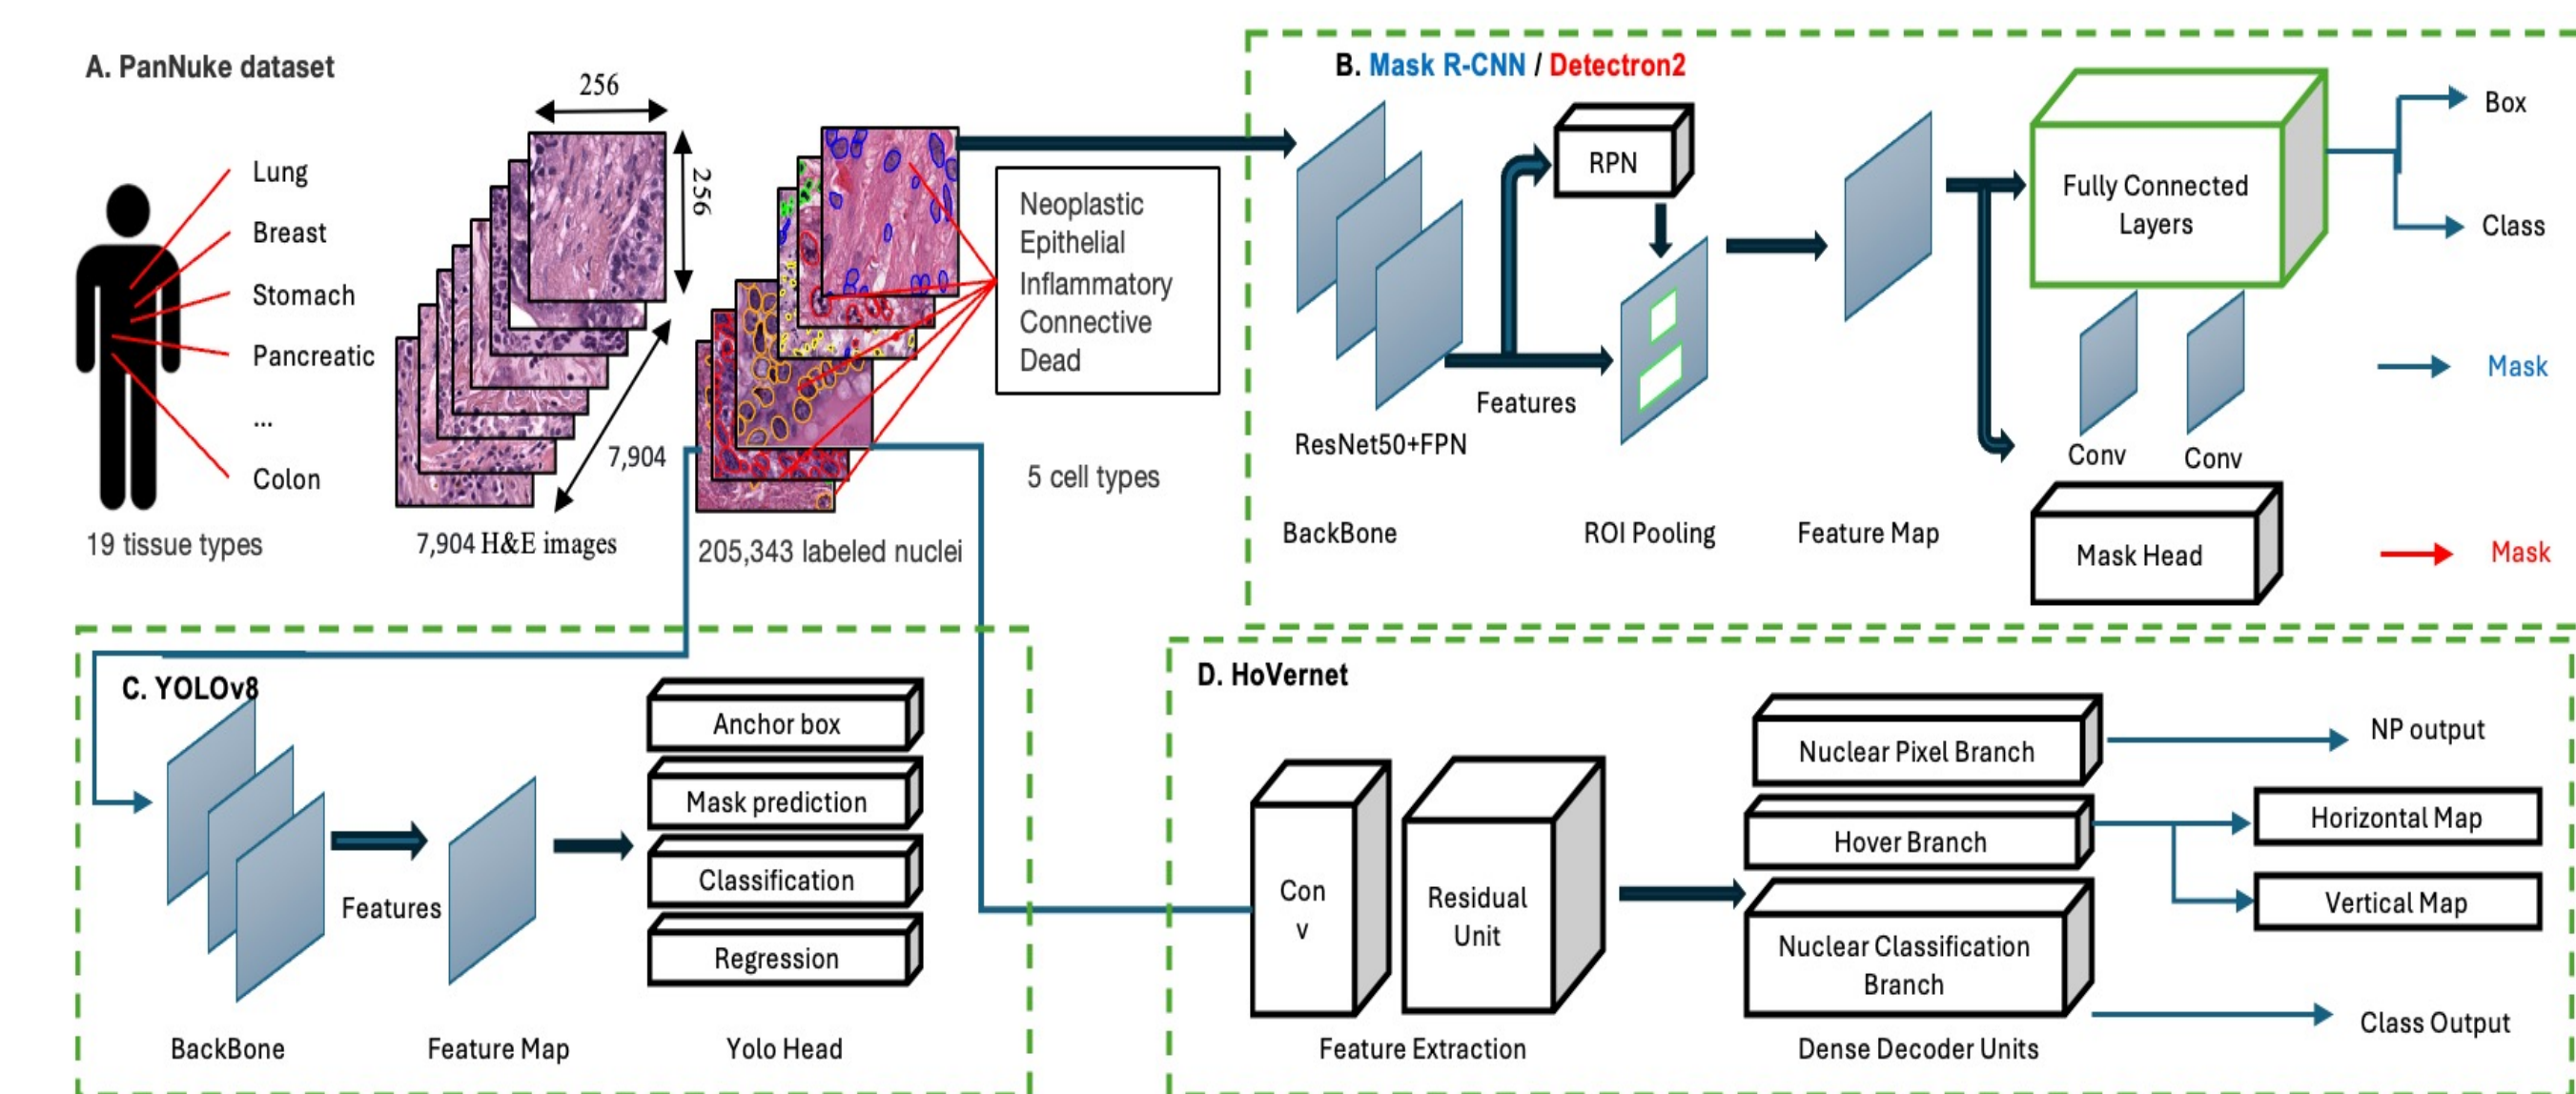 A. PanNuke dataset
Lung
Breast
Stomach
Pancreatic
...
Colon
19 tissue types
256
256
7,904
7,904 H&E images
205,343 labeled nuclei
Neoplastic
Epithelial
Inflammatory
Connective
Dead
5 cell types
B. Mask R-CNN / Detectron2
RPN
Features
ResNet50+FPN
BackBone
ROI Pooling
Feature Map
Fully Connected
Layers
Box
Class
Conv
Conv
Mask
Mask Head
Mask
C. YOLOv8
Features
Anchor box
Mask prediction
Classification
Regression
BackBone
Feature Map
Yolo Head
D. HoVernet
Con
v
Residual
Unit
Feature Extraction
Nuclear Pixel Branch
Hover Branch
Nuclear Classification
Branch
Dense Decoder Units
NP output
Horizontal Map
Vertical Map
Class Output